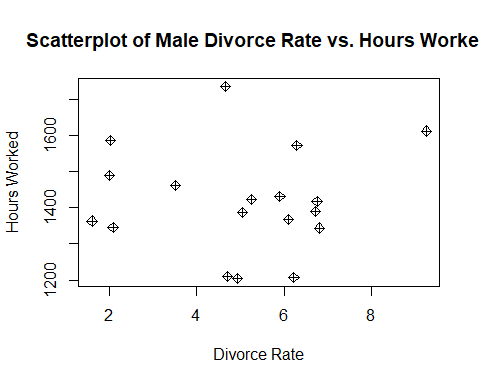 Scatterplot of Male Divorce Rate vs. Hours Worke
Hours Worked
1600
1400
1200
2 4 6 8
Divorce Rate